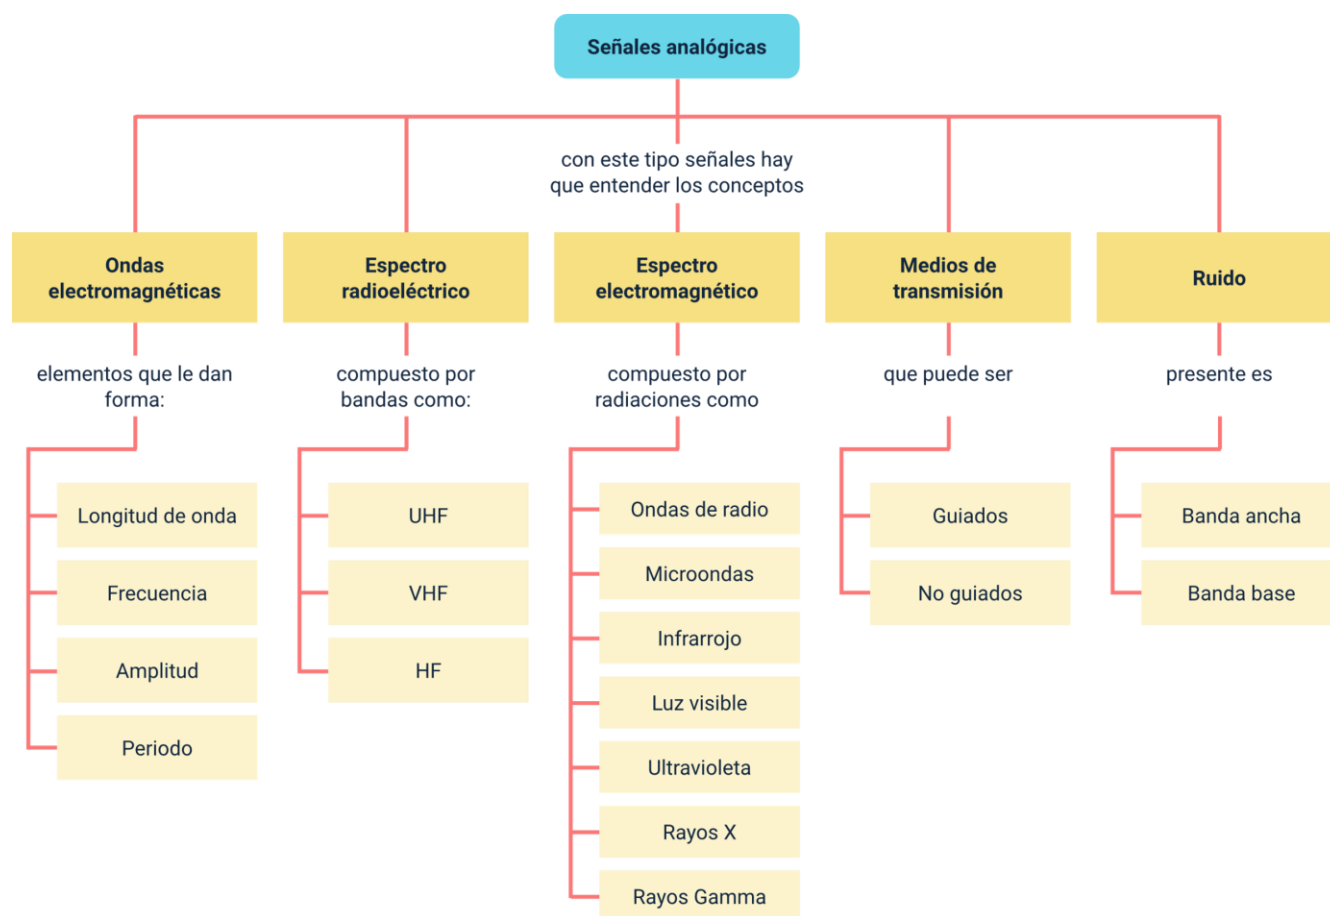 Señales analógicas
con este tipo señales hay
que entender los conceptos
Ondas
electromagnéticas
elementos que le dan
forma:
Longitud de onda
Frecuencia
Amplitud
Periodo
Espectro
radioeléctrico
compuesto por
bandas como:
UHF
VHF
HF
Espectro
electromagnético
compuesto por
radiaciones como
Ondas de radio
Microondas
Infrarrojo
Luz visible
Ultravioleta
Rayos X
Rayos Gamma
Medios de
transmisión
que puede ser
Guiados
No guiados
Ruido
presente es
Banda ancha
Banda base